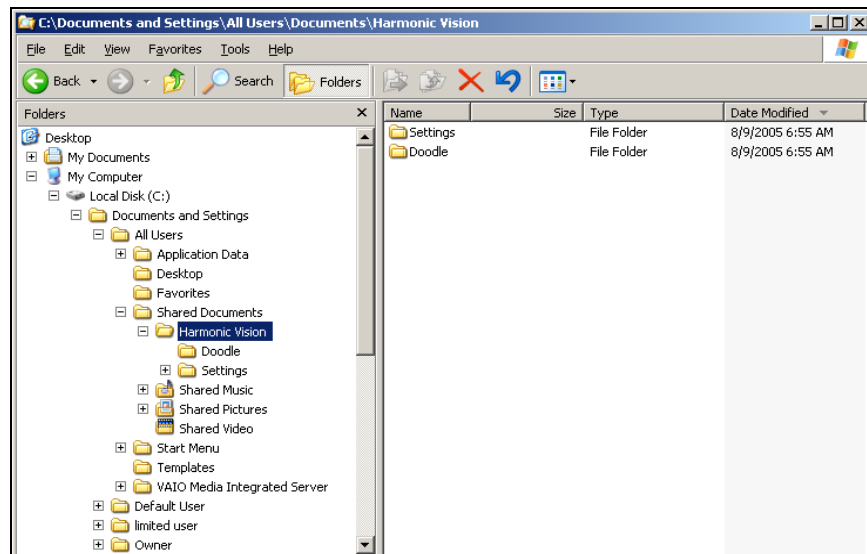 C:\Documents and Settings\All Users\Documents\Harmonic Vision
File Edit View Favorites Tools Help
Back Search Folders
Folders
Desktop
My Documents
My Computer
Local Disk (C:)
Documents and Settings
All Users
Application Data
Desktop
Favorites
Shared Documents
Harmonic Vision
Doodle
Settings
Shared Music
Shared Pictures
Shared Video
Start Menu
Templates
VAIO Media Integrated Server
Default User
limited user
Owner
Name Size Type Date Modified
Settings File Folder 8/9/2005 6:55 AM
Doodle File Folder 8/9/2005 6:55 AM